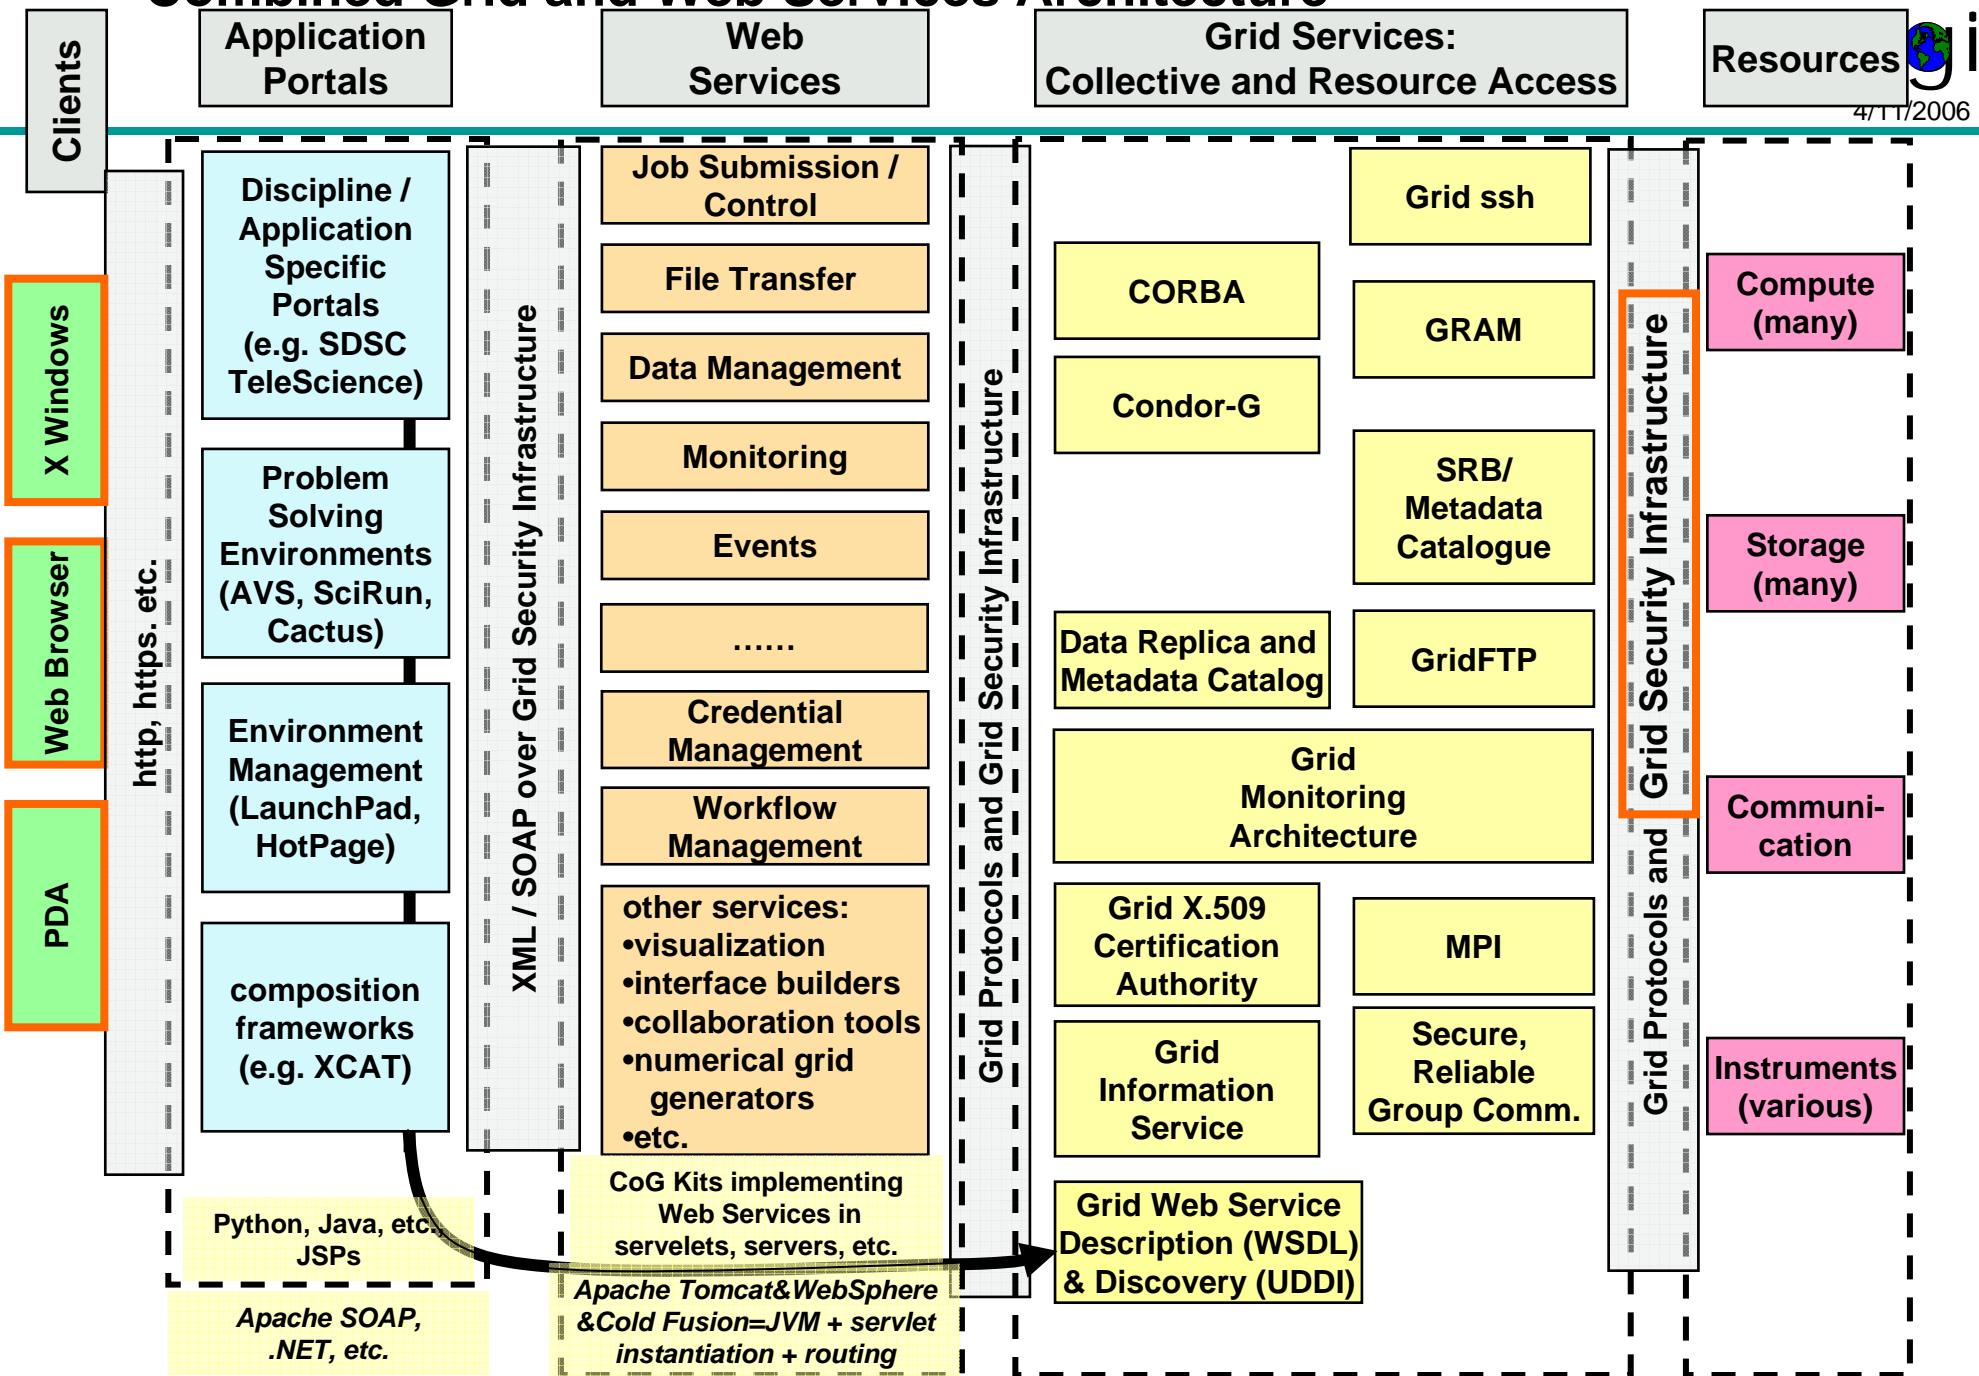 Combined Grid and Web Services Architecture
Clients
Application
Portals
Web
Services
Grid Services:
Collective and Resource Access
Resources
gi
4/11/2006
X Windows
Web Browser
PDA
http, https. etc.
Discipline /
Application
Specific
Portals
(e.g. SDSC
TeleScience)
Problem
Solving
Environments
(AVS, SciRun,
Cactus)
Environment
Management
(LaunchPad,
HotPage)
composition
frameworks
(e.g. XCAT)
Python, Java, etc.,
JSPs
Apache SOAP,
.NET, etc.
XML / SOAP over Grid Security Infrastructure
Job Submission /
Control
File Transfer
Data Management
Monitoring
Events
……
Credential
Management
Workflow
Management
other services:
•visualization
•interface builders
•collaboration tools
•numerical grid
generators
•etc.
CoG Kits implementing
Web Services in
servelets, servers, etc.
Apache Tomcat&WebSphere
&Cold Fusion=JVM + servlet
instantiation + routing
Grid Protocols and Grid Security Infrastructure
Grid ssh
CORBA
GRAM
Condor-G
SRB/
Metadata
Catalogue
Data Replica and
Metadata Catalog
GridFTP
Grid
Monitoring
Architecture
Grid X.509
Certification
Authority
MPI
Grid
Information
Service
Secure,
Reliable
Group Comm.
Grid Web Service
Description (WSDL)
& Discovery (UDDI)
Grid Protocols and Grid Security Infrastructure
Compute
(many)
Storage
(many)
Communi-
cation
Instruments
(various)